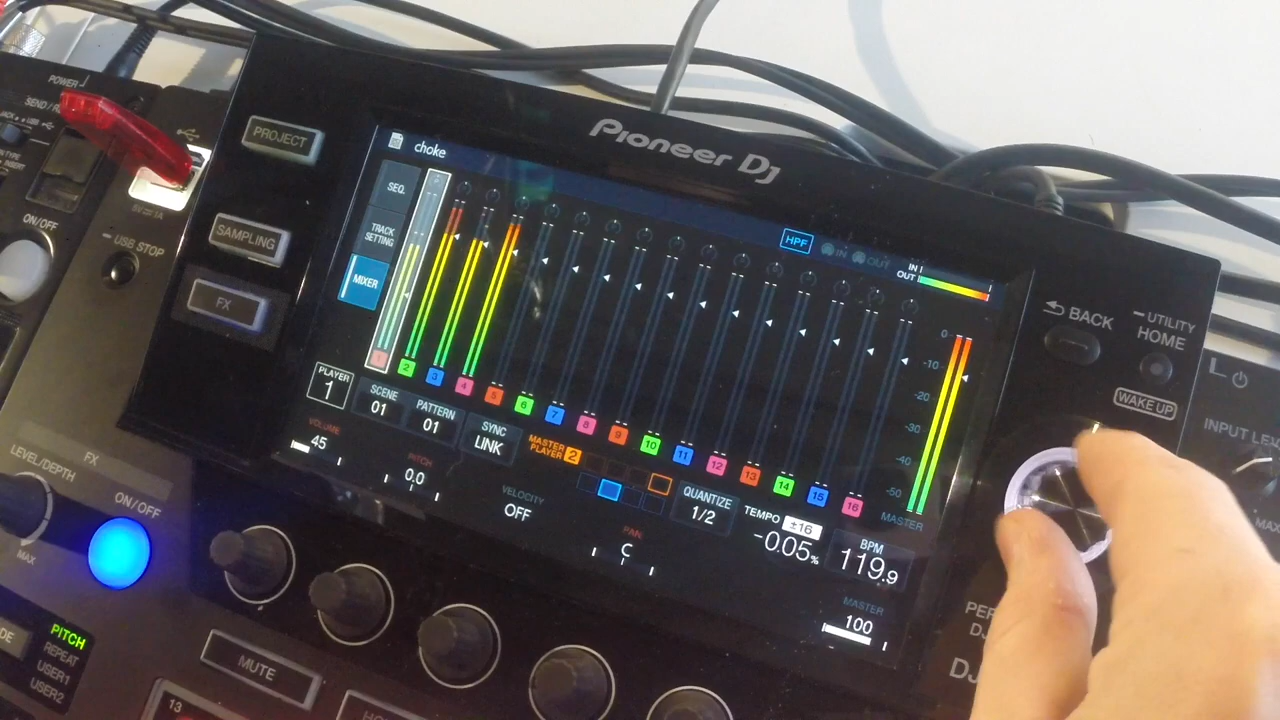 POWER
Pioneer DJ
PROJECT
choke
SEQ.
TRACK
SETTING
MIXER
HPF
IN
OUT
IN
OUT
ON/OFF
5V⎓1A
USB STOP
SAMPLING
FX
BACK
UTILITY
HOME
WAKE UP
0
-10
-20
-30
-40
-50
MASTER
1 2 3 4 5 6 7 8 9 10 11 12 13 14 15 16
PLAYER
1
SCENE
01
PATTERN
01
SYNC
LINK
MASTER
PLAYER 2
QUANTIZE
1/2
TEMPO ±16
-0.05%
BPM
119.9
VOLUME
45
PITCH
0.0
VELOCITY
OFF
PAN
C
MASTER
100
FX
LEVEL/DEPTH
ON/OFF
MAX
PITCH
REPEAT
USER1
USER2
MUTE
13